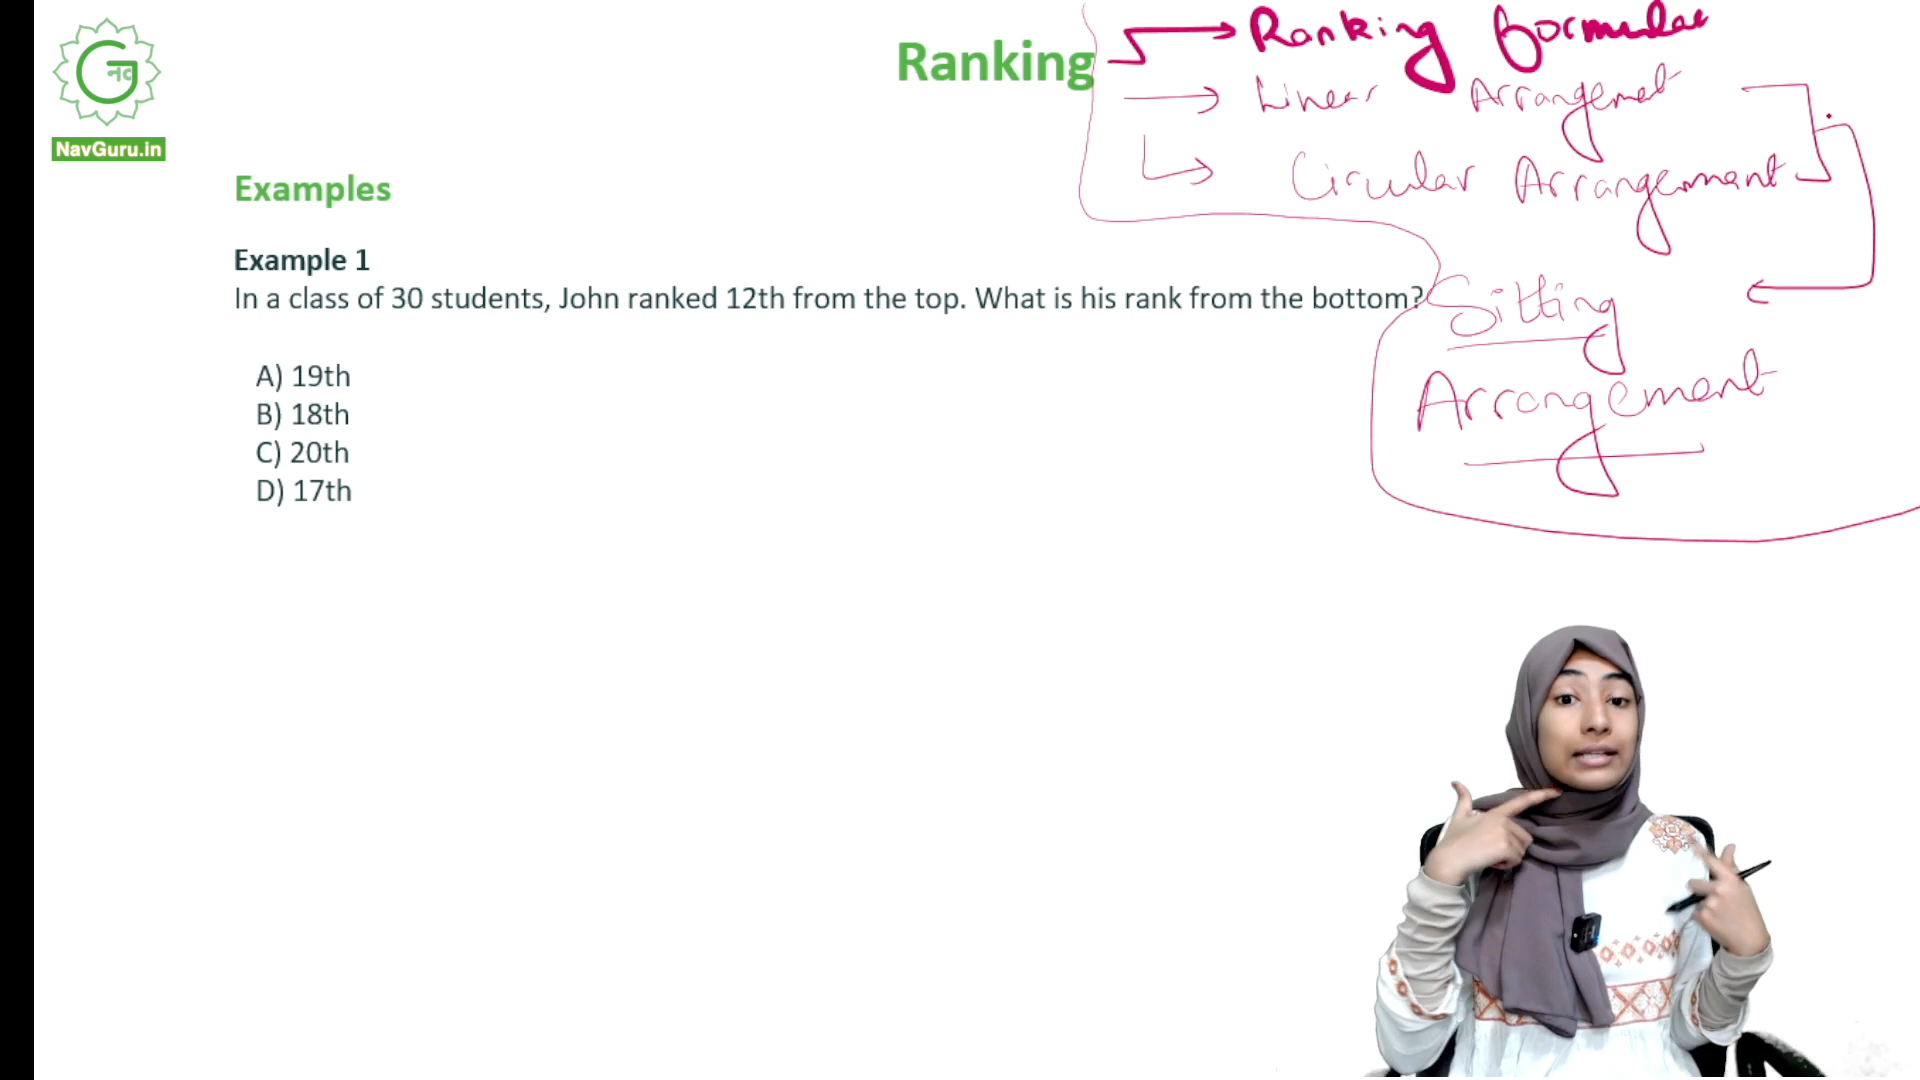 नव
NavGuru.in
Ranking
Ranking formulae
Linear Arrangement
Circular Arrangement
Sitting
Arrangement
Examples
Example 1
In a class of 30 students, John ranked 12th from the top. What is his rank from the bottom?
A) 19th
B) 18th
C) 20th
D) 17th